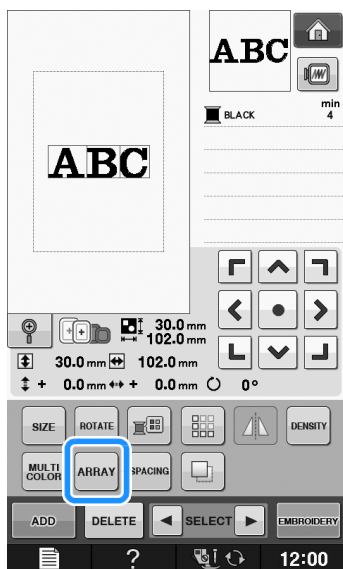 ABC
BLACK
min
4
ABC
30.0 mm
102.0 mm
30.0 mm 102.0 mm
+ 0.0 mm + 0.0 mm 0°
SIZE ROTATE DENSITY
MULTI COLOR ARRAY SPACING
ADD DELETE SELECT EMBROIDERY
? 12:00